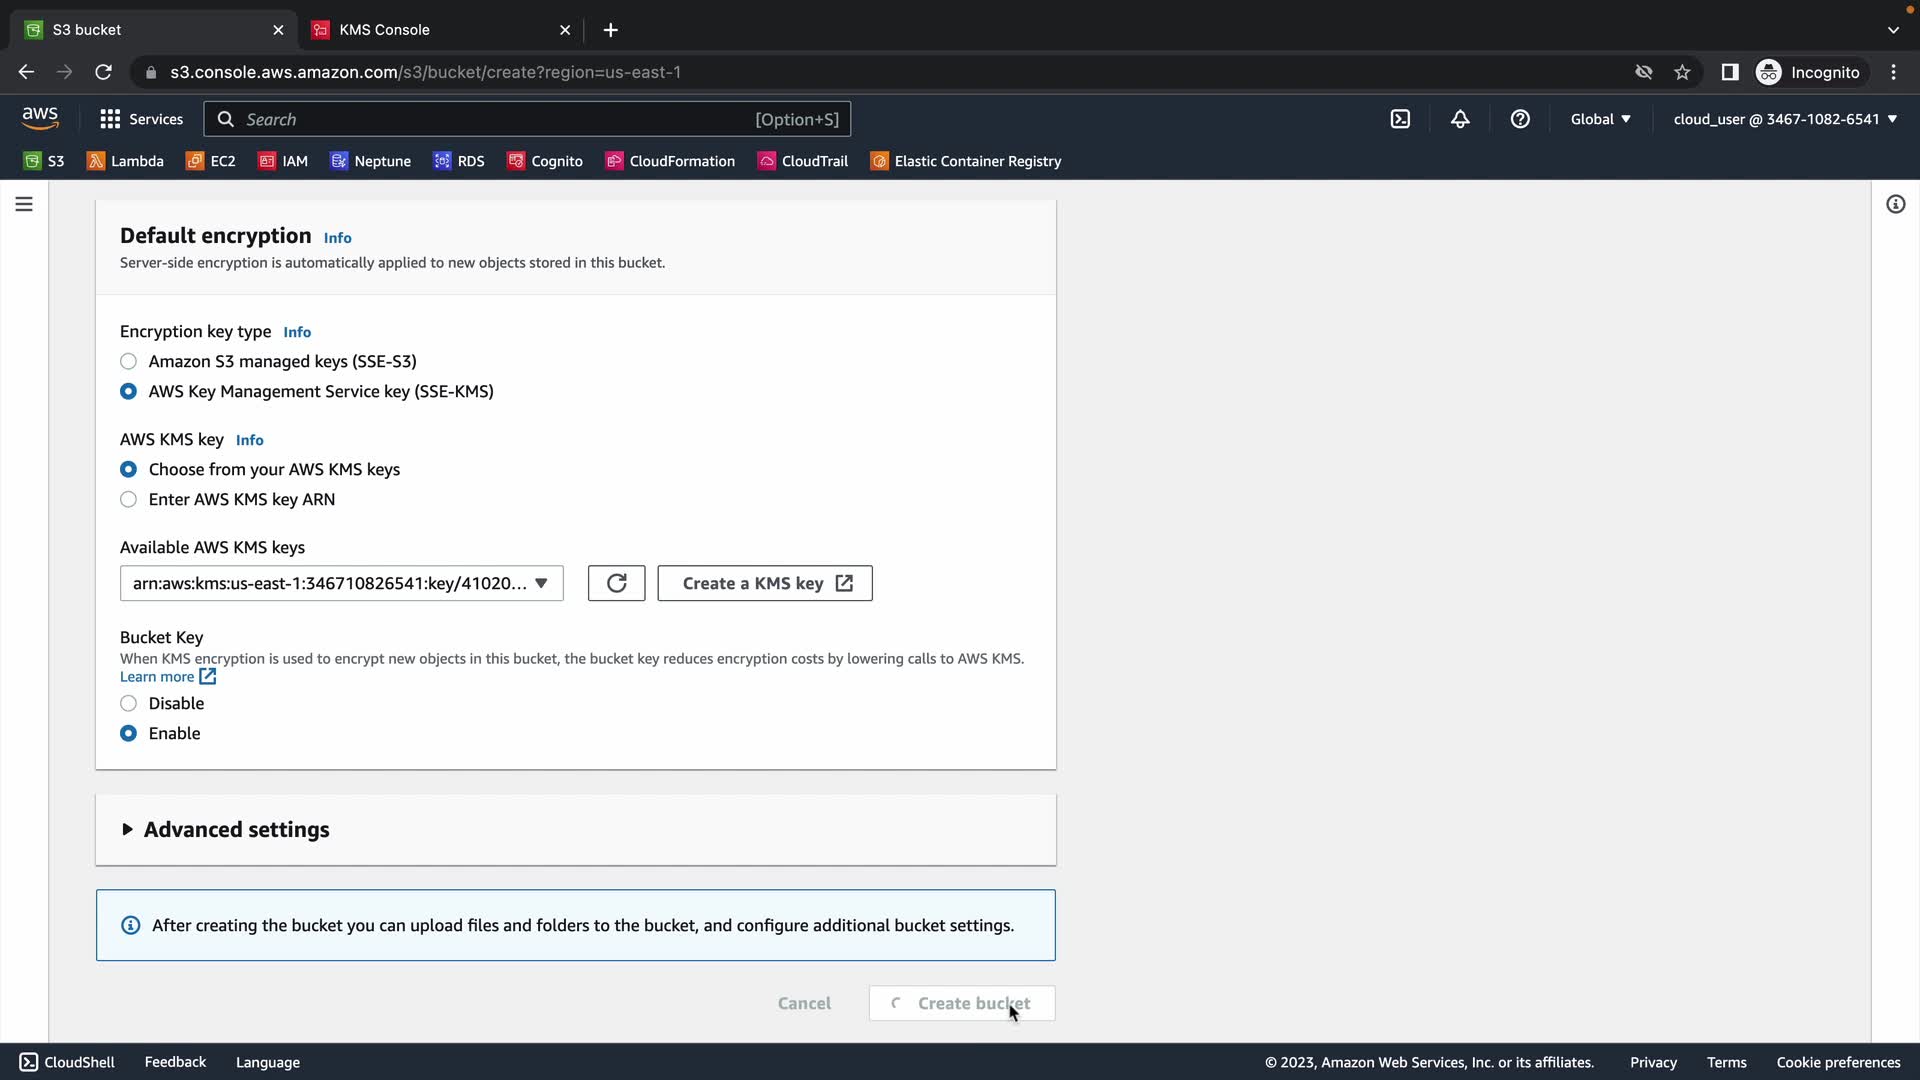 S3 bucket
KMS Console
s3.console.aws.amazon.com/s3/bucket/create?region=us-east-1
Incognito
aws
Services
Search
[Option+S]
Global
cloud_user @ 3467-1082-6541
S3
Lambda
EC2
IAM
Neptune
RDS
Cognito
CloudFormation
CloudTrail
Elastic Container Registry
Default encryption Info
Server-side encryption is automatically applied to new objects stored in this bucket.
Encryption key type Info
Amazon S3 managed keys (SSE-S3)
AWS Key Management Service key (SSE-KMS)
AWS KMS key Info
Choose from your AWS KMS keys
Enter AWS KMS key ARN
Available AWS KMS keys
arn:aws:kms:us-east-1:346710826541:key/41020...
Create a KMS key
Bucket Key
When KMS encryption is used to encrypt new objects in this bucket, the bucket key reduces encryption costs by lowering calls to AWS KMS.
Learn more
Disable
Enable
Advanced settings
After creating the bucket you can upload files and folders to the bucket, and configure additional bucket settings.
Cancel
Create bucket
CloudShell
Feedback
Language
© 2023, Amazon Web Services, Inc. or its affiliates.
Privacy
Terms
Cookie preferences